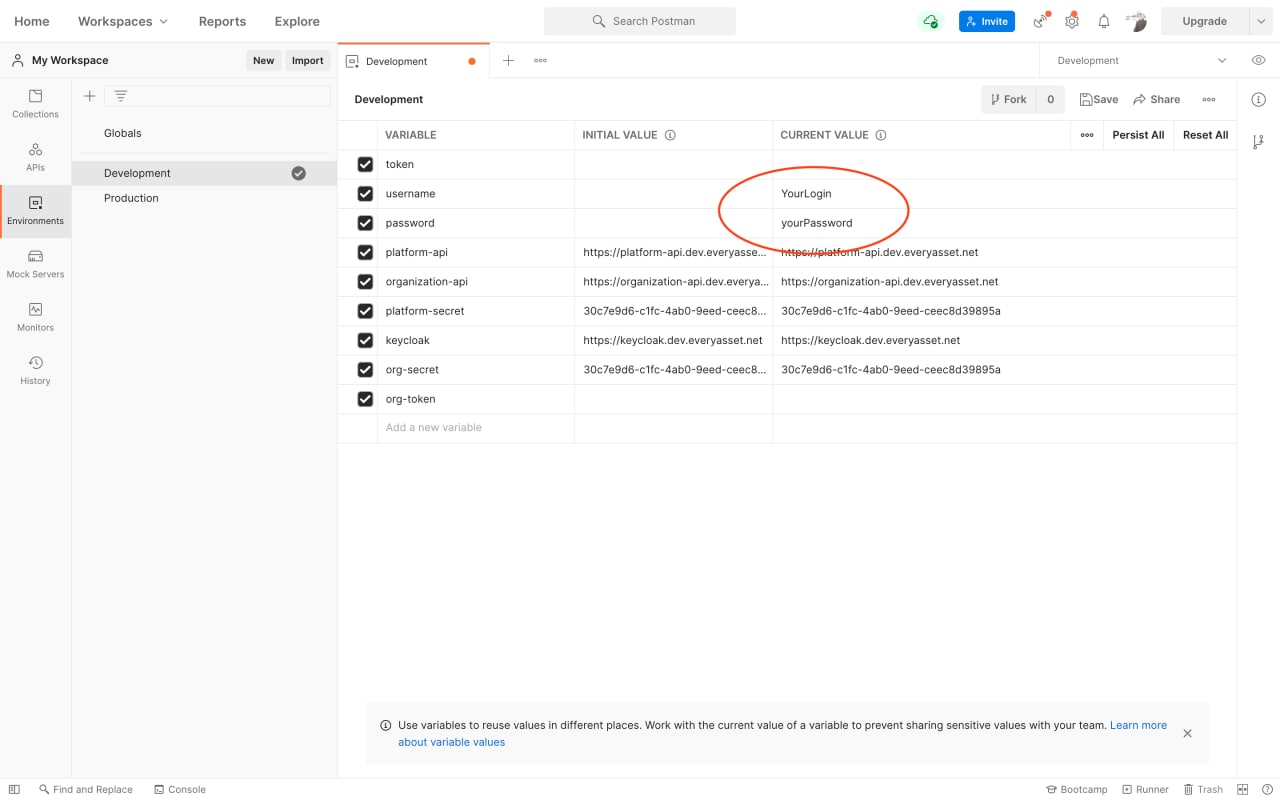 Home Workspaces Reports Explore Search Postman Invite Upgrade
My Workspace New Import Development Development
Collections
APIs
Environments
Mock Servers
Monitors
History
Globals
Development
Production
Development Fork 0 Save Share
VARIABLE INITIAL VALUE CURRENT VALUE Persist All Reset All
token
username YourLogin
password yourPassword
platform-api https://platform-api.dev.everyasse... https://platform-api.dev.everyasset.net
organization-api https://organization-api.dev.everya... https://organization-api.dev.everyasset.net
platform-secret 30c7e9d6-c1fc-4ab0-9eed-ceec8... 30c7e9d6-c1fc-4ab0-9eed-ceec8d39895a
keycloak https://keycloak.dev.everyasset.net https://keycloak.dev.everyasset.net
org-secret 30c7e9d6-c1fc-4ab0-9eed-ceec8... 30c7e9d6-c1fc-4ab0-9eed-ceec8d39895a
org-token
Add a new variable
Use variables to reuse values in different places. Work with the current value of a variable to prevent sharing sensitive values with your team. Learn more
about variable values
Find and Replace Console Bootcamp Runner Trash